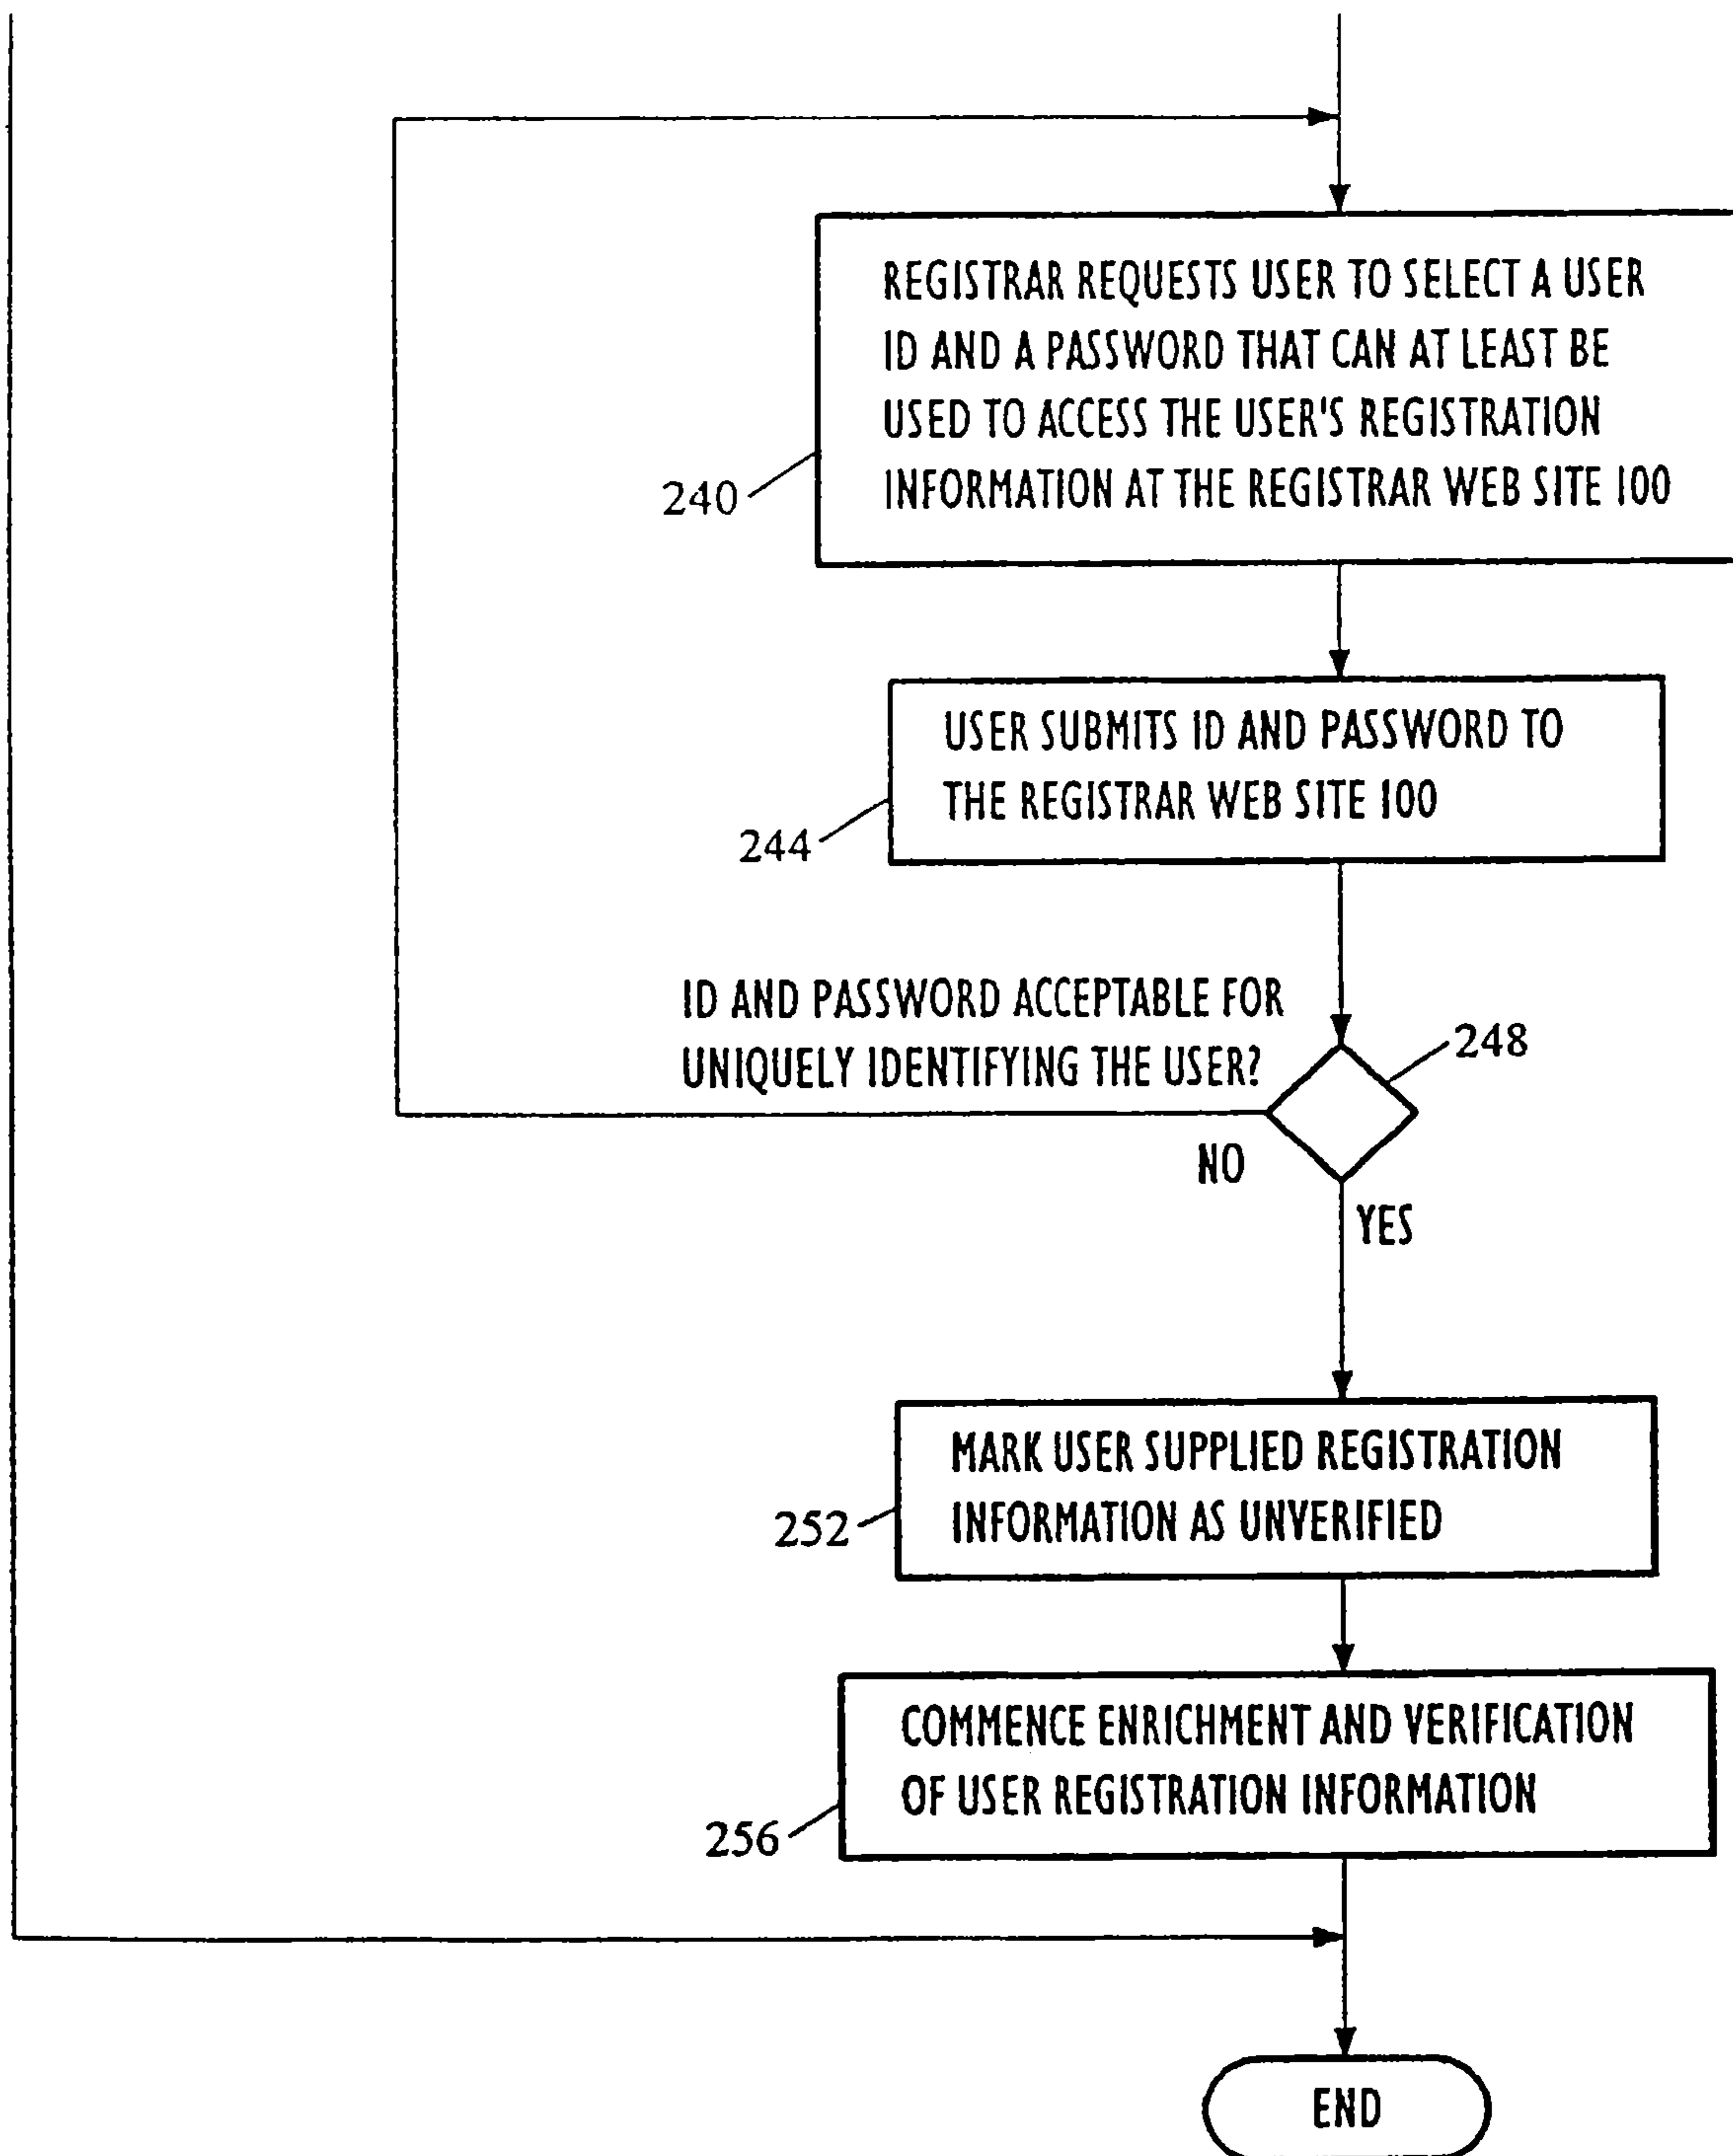 REGISTRAR REQUESTS USER TO SELECT A USER
ID AND A PASSWORD THAT CAN AT LEAST BE
USED TO ACCESS THE USER'S REGISTRATION
INFORMATION AT THE REGISTRAR WEB SITE 100
240
USER SUBMITS ID AND PASSWORD TO
THE REGISTRAR WEB SITE 100
244
ID AND PASSWORD ACCEPTABLE FOR
UNIQUELY IDENTIFYING THE USER?
248
NO
YES
MARK USER SUPPLIED REGISTRATION
INFORMATION AS UNVERIFIED
252
COMMENCE ENRICHMENT AND VERIFICATION
OF USER REGISTRATION INFORMATION
256
END